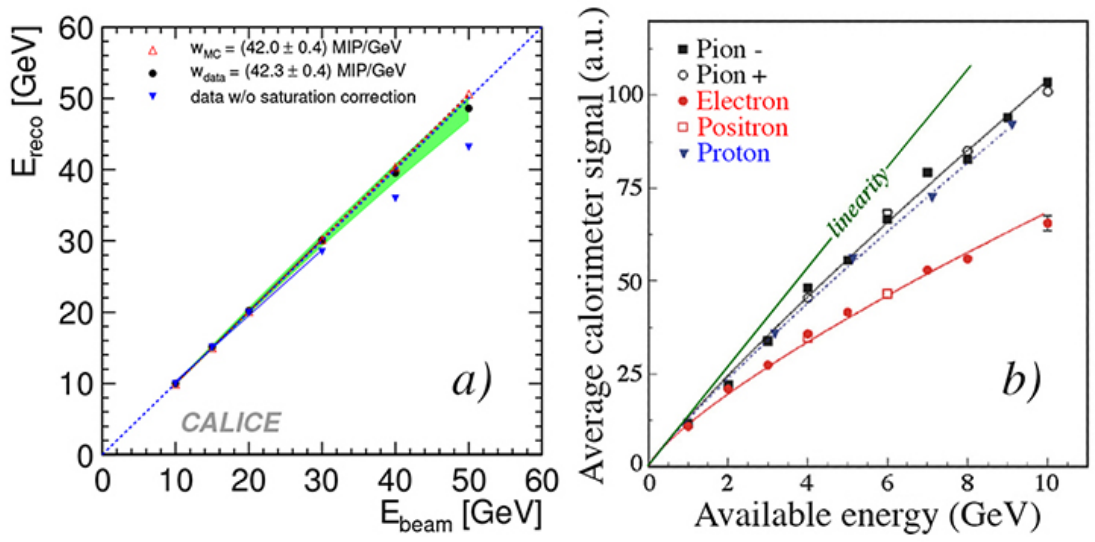 60
50
40
30
20
10
0
E_reco [GeV]
w_MC = (42.0 ± 0.4) MIP/GeV
w_data = (42.3 ± 0.4) MIP/GeV
data w/o saturation correction
a)
CALICE
0 10 20 30 40 50 60
E_beam [GeV]
Average calorimeter signal (a.u.)
100
75
50
25
0
Pion -
Pion +
Electron
Positron
Proton
linearity
b)
0 2 4 6 8 10
Available energy (GeV)